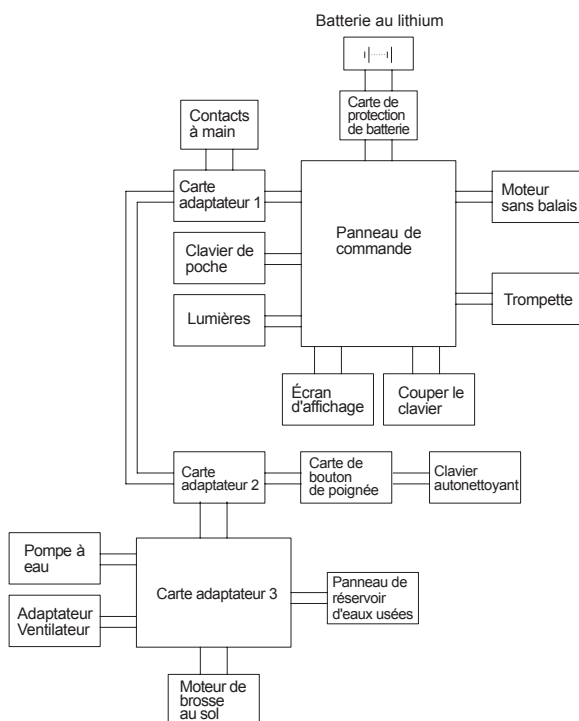 Batterie au lithium
Carte de
protection
de batterie
Contacts
à main
Carte
adaptateur 1
Panneau de
commande
Moteur
sans balais
Clavier de
poche
Trompette
Lumières
Écran
d'affichage
Couper le
clavier
Carte
adaptateur 2
Carte de
bouton
de poignée
Clavier
autonettoyant
Pompe à
eau
Carte adaptateur 3
Panneau de
réservoir
d'eaux usées
Adaptateur
Ventilateur
Moteur de
brosse
au sol